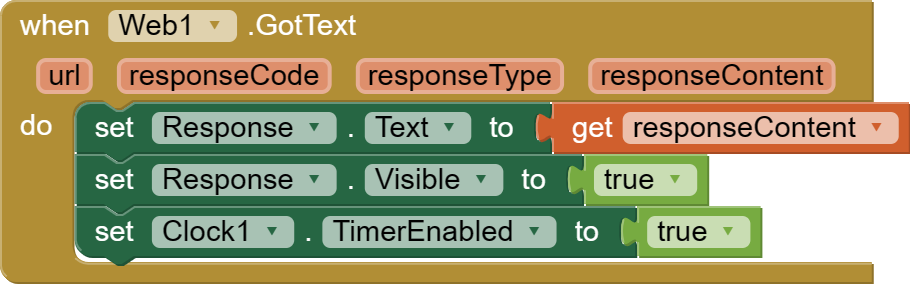 when Web1 .GotText
url responseCode responseType responseContent
do set Response . Text to get responseContent
set Response . Visible to true
set Clock1 . TimerEnabled to true